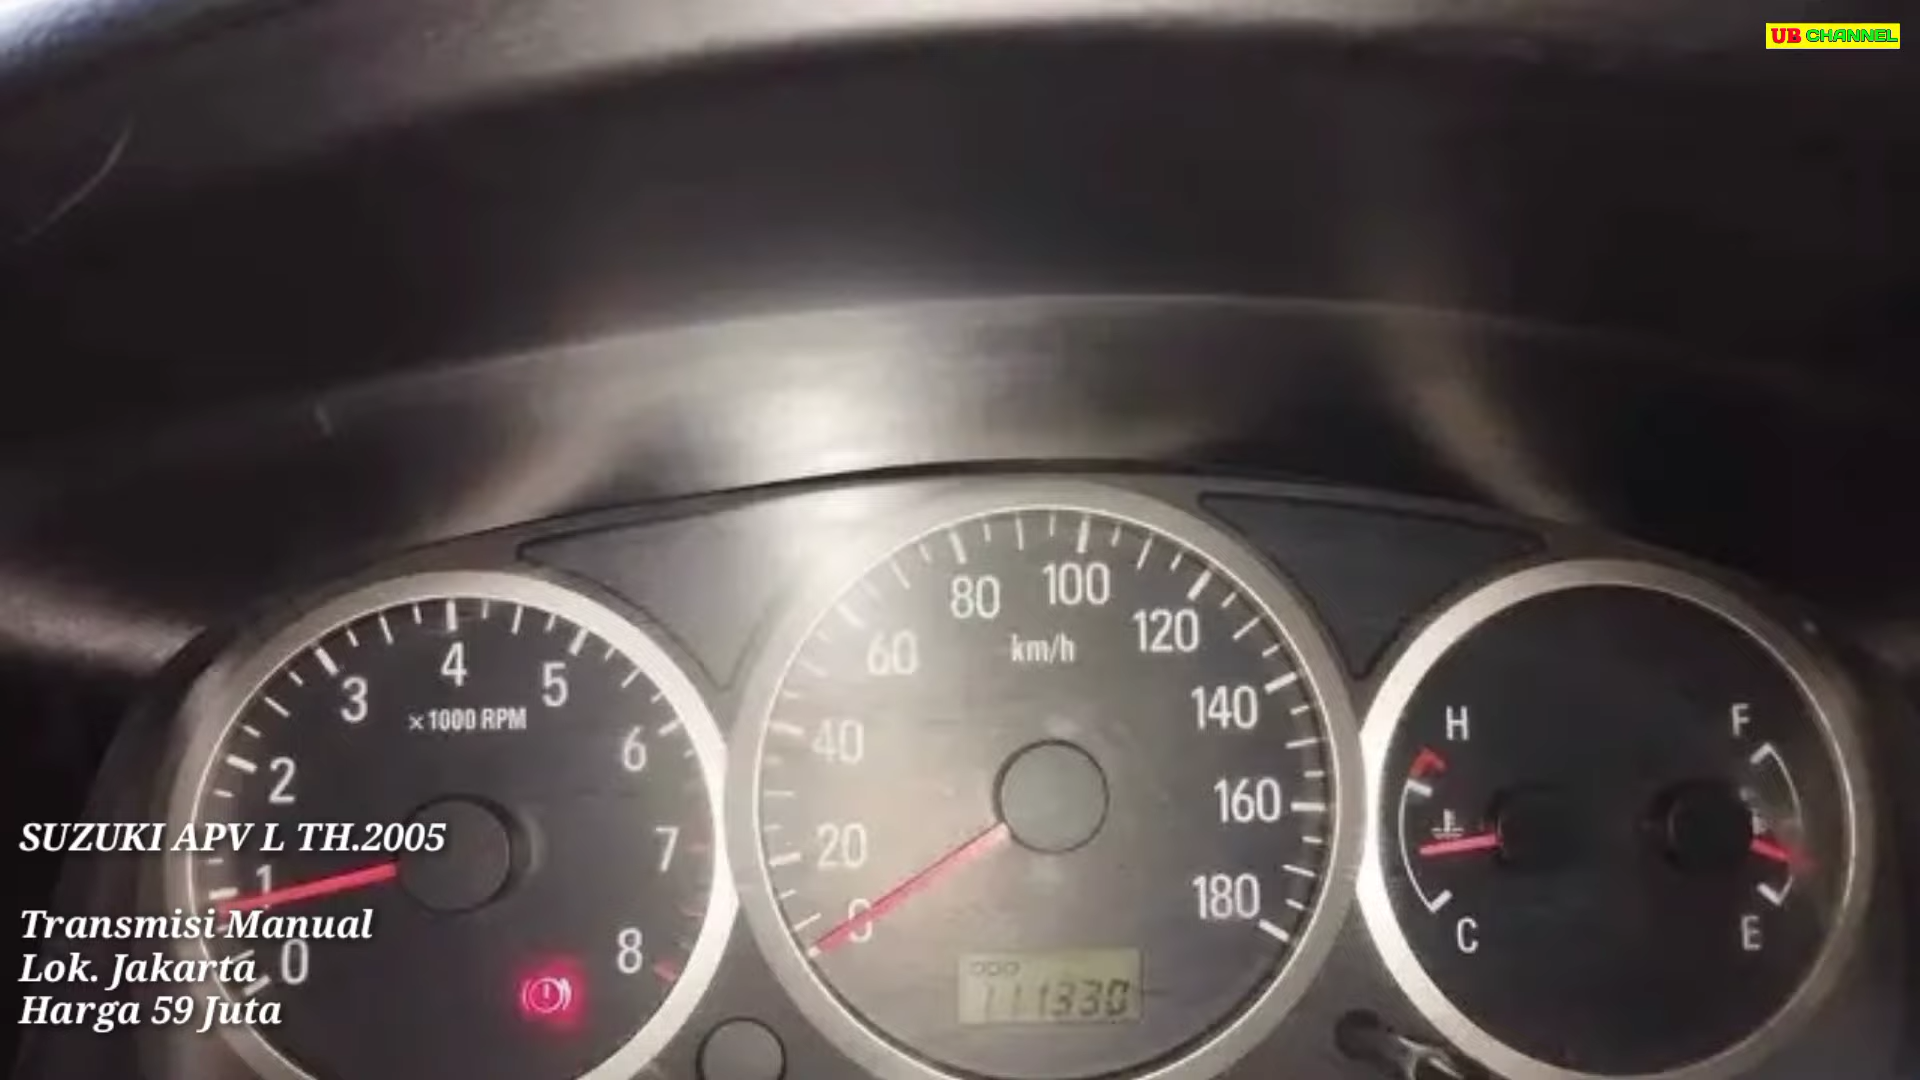 UB CHANNEL
80
100
60
km/h
120
4
3
5
x 1000 RPM
140
H
F
6
40
2
160
SUZUKI APV L TH.2005
20
7
1
180
0
Transmisi Manual
C
E
8
Lok. Jakarta
0
ODO
111330
Harga 59 Juta